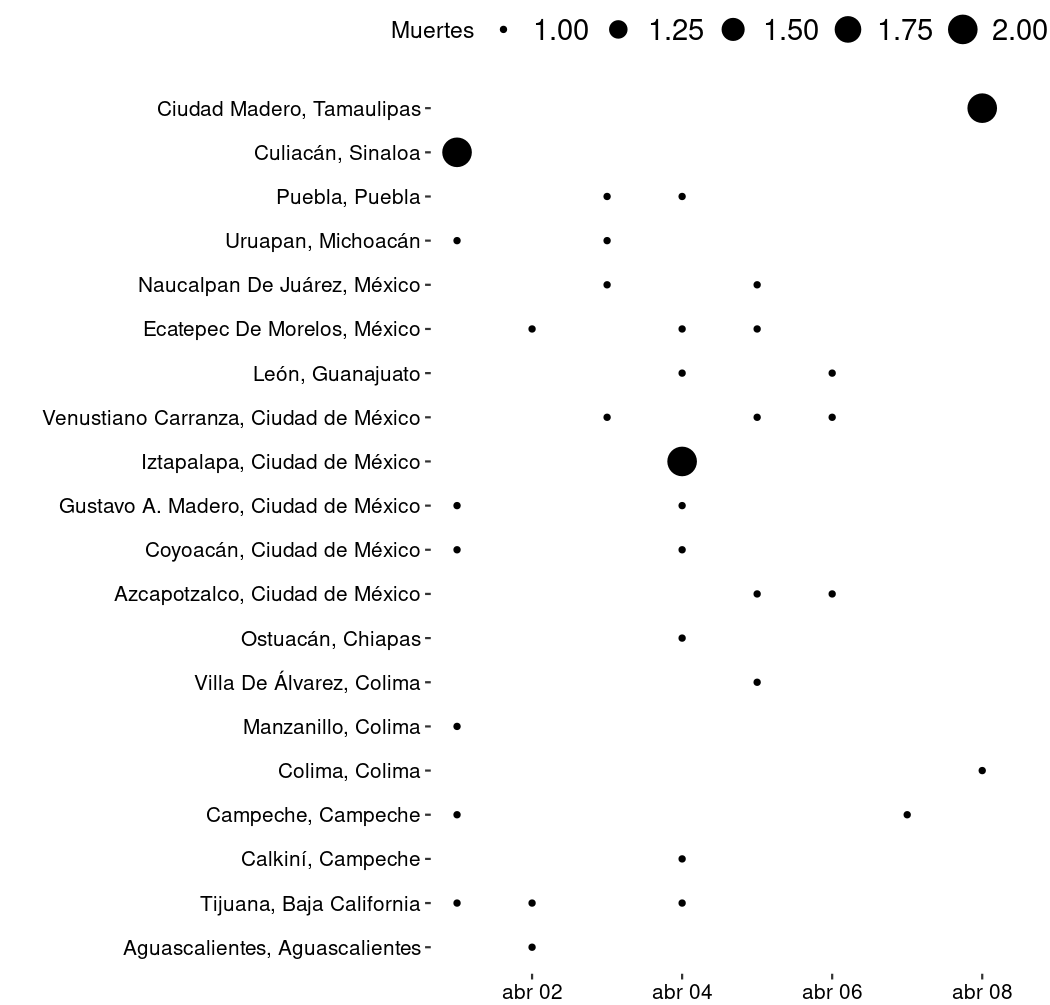 Muertes 1.00 1.25 1.50 1.75 2.00
Ciudad Madero, Tamaulipas
Culiacán, Sinaloa
Puebla, Puebla
Uruapan, Michoacán
Naucalpan De Juárez, México
Ecatepec De Morelos, México
León, Guanajuato
Venustiano Carranza, Ciudad de México
Iztapalapa, Ciudad de México
Gustavo A. Madero, Ciudad de México
Coyoacán, Ciudad de México
Azcapotzalco, Ciudad de México
Ostuacán, Chiapas
Villa De Álvarez, Colima
Manzanillo, Colima
Colima, Colima
Campeche, Campeche
Calkiní, Campeche
Tijuana, Baja California
Aguascalientes, Aguascalientes
abr 02 abr 04 abr 06 abr 08